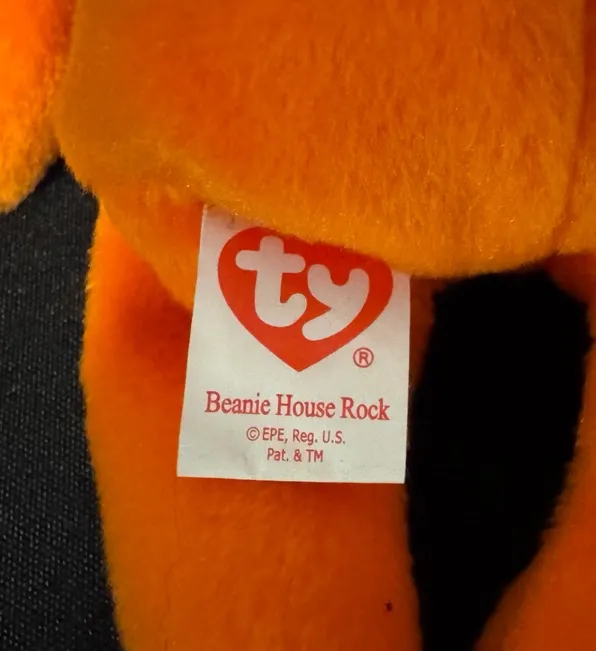 ty
®
Beanie House Rock
© EPE, Reg. U.S.
Pat. & TM